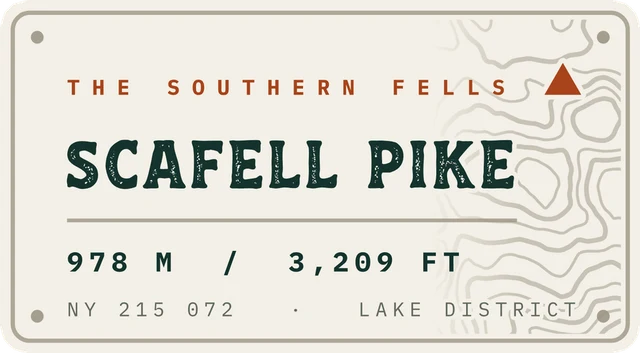 THE SOUTHERN FELLS
SCAFELL PIKE
978 M / 3,209 FT
NY 215 072 · LAKE DISTRICT